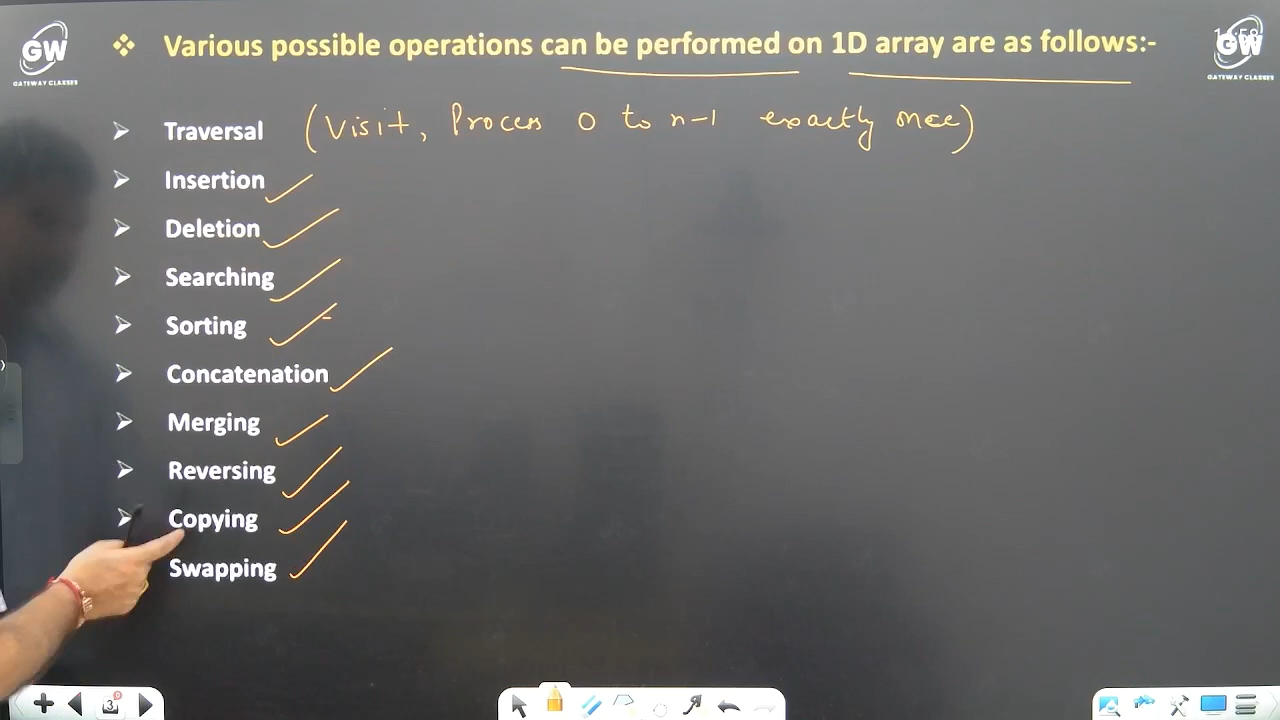 GW
GATEWAY CLASSES
❖ Various possible operations can be performed on 1D array are as follows:-
GW
GATEWAY CLASSES
➤ Traversal (Visit, Process 0 to n-1 exactly once)
➤ Insertion ✓
➤ Deletion ✓
➤ Searching ✓
➤ Sorting ✓
➤ Concatenation ✓
➤ Merging ✓
➤ Reversing ✓
➤ Copying ✓
Swapping ✓
3